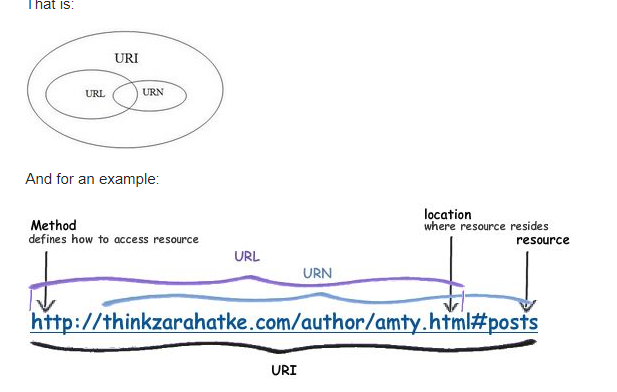 That is:
URI
URL
URN
And for an example:
Method
defines how to access resource
location
where resource resides
resource
URL
URN
http://thinkzarahatke.com/author/amty.html#posts
URI